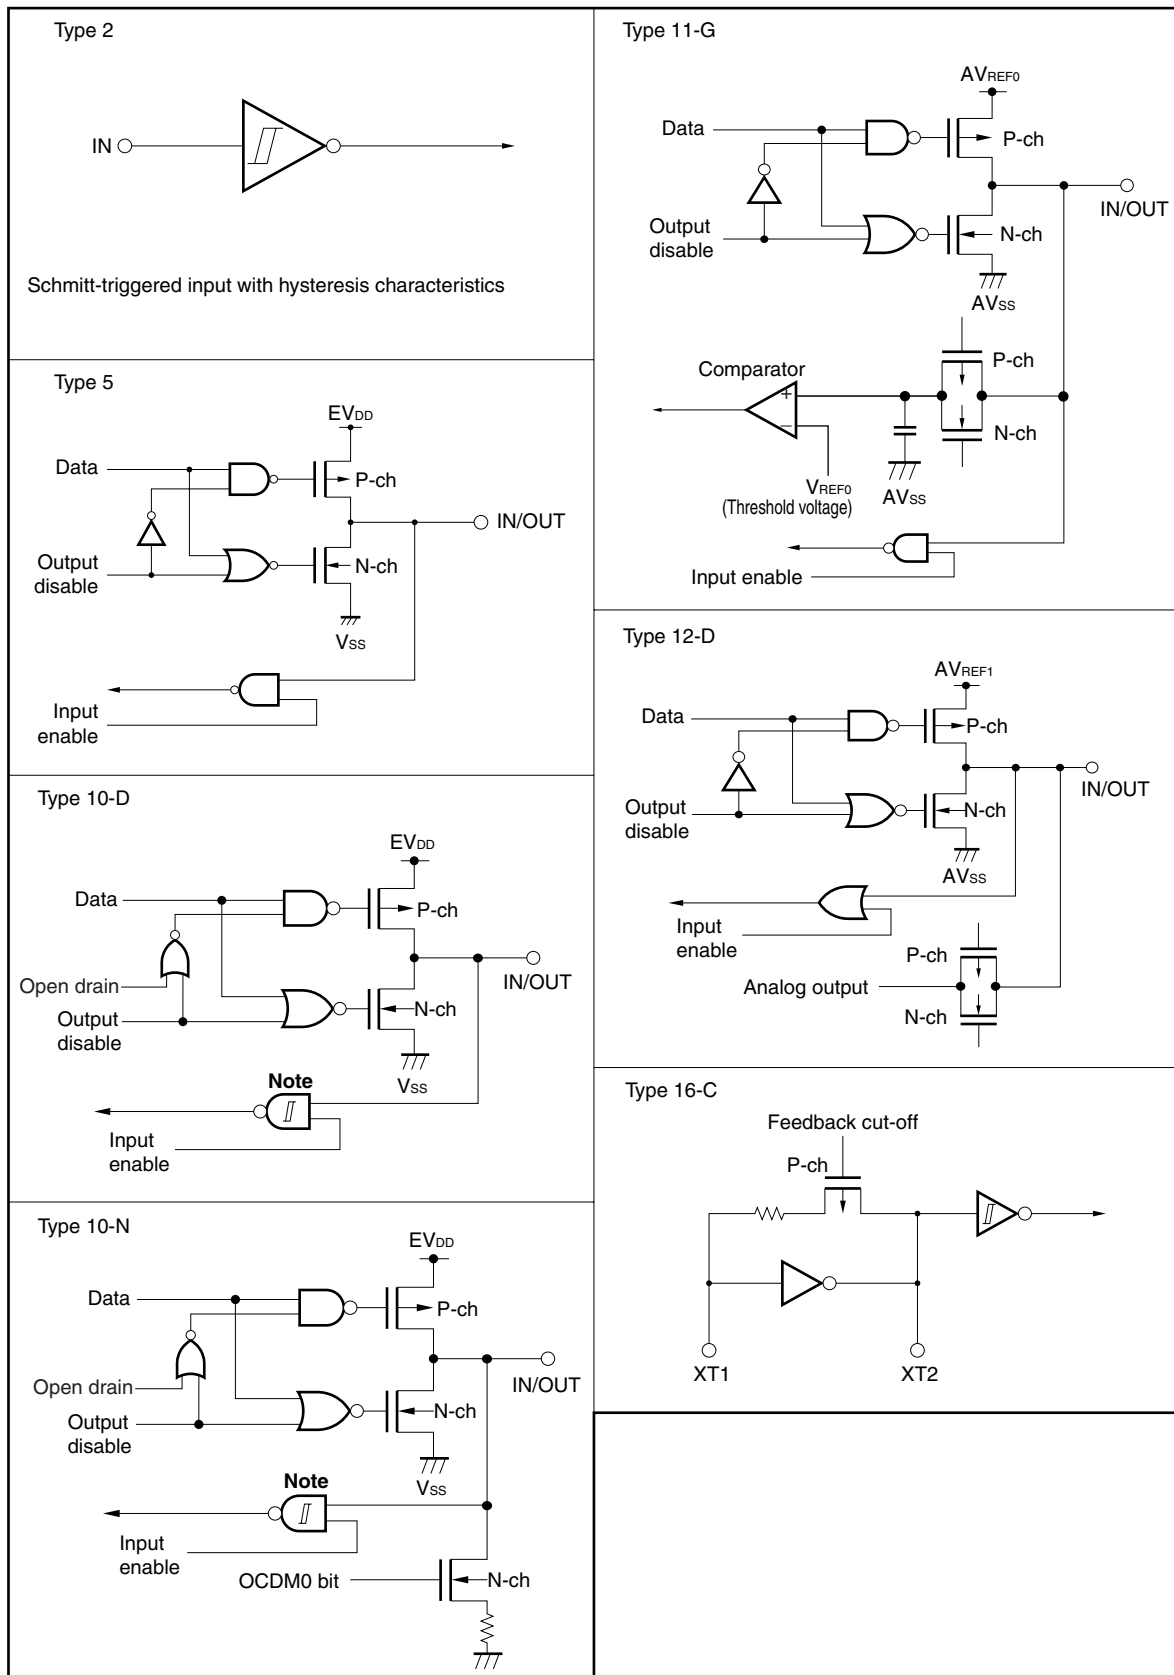 Type 2
IN
Schmitt-triggered input with hysteresis characteristics
Type 5
EVDD
Data
P-ch
IN/OUT
Output
disable
N-ch
VSS
Input
enable
Type 10-D
EVDD
Data
P-ch
IN/OUT
Open drain
Output
disable
N-ch
VSS
Note
Input
enable
Type 10-N
EVDD
Data
P-ch
IN/OUT
Open drain
Output
disable
N-ch
VSS
Note
Input
enable
OCDM0 bit
N-ch
Type 11-G
AVREF0
Data
P-ch
IN/OUT
Output
disable
N-ch
AVSS
Comparator
+
–
P-ch
N-ch
VREF0
(Threshold voltage)
AVSS
Input enable
Type 12-D
AVREF1
Data
P-ch
IN/OUT
Output
disable
N-ch
AVSS
Input
enable
P-ch
Analog output
N-ch
Type 16-C
Feedback cut-off
P-ch
XT1
XT2